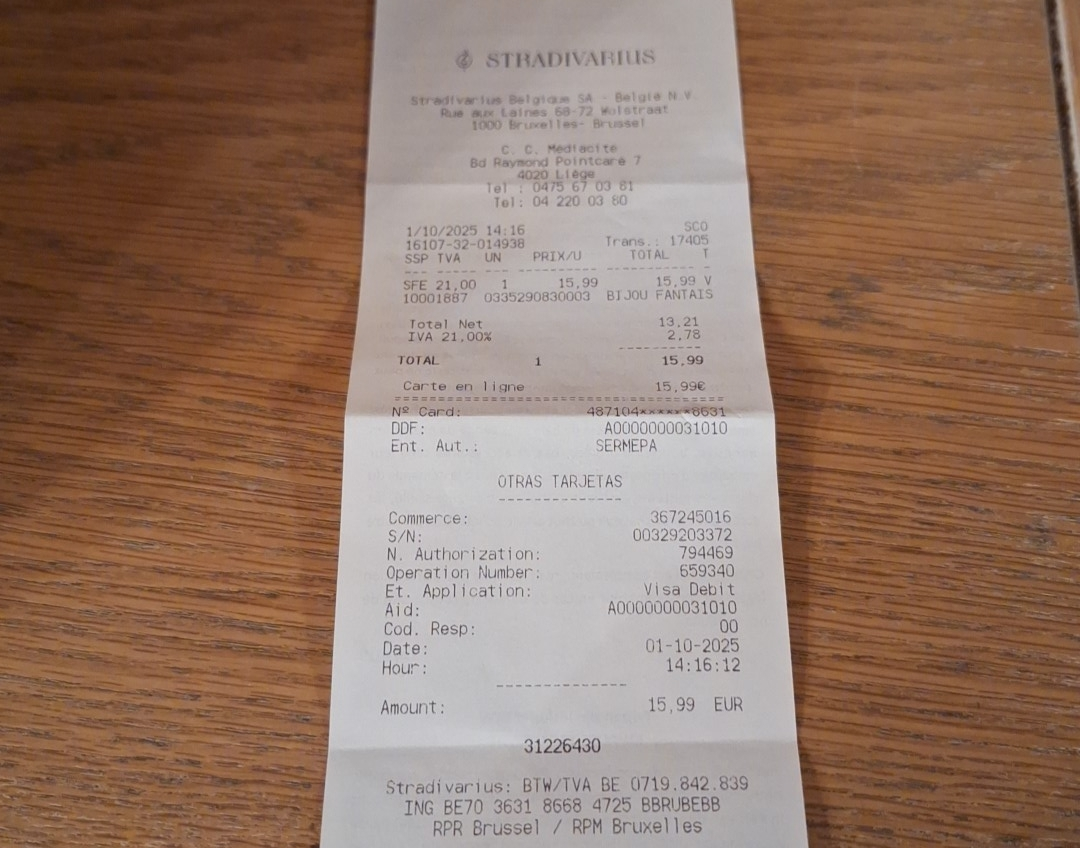 STRADIVARIUS
Stradivarius Belgique SA - België N.V.
Rue aux Laines 68-72 Wolstraat
1000 Bruxelles- Brussel
C. C. Mediacite
Bd Raymond Pointcaré 7
4020 Liège
Tel : 0475 67 03 81
Tel: 04 220 03 80
1/10/2025 14:16 SCO
16107-32-014938 Trans.: 17405
SSP TVA UN PRIX/U TOTAL T
--- --- -- --------- --------- -
SFE 21,00 1 15,99 15,99 V
10001887 0335290830003 BIJOU FANTAIS
Total Net 13,21
IVA 21,00% 2,78
---------
TOTAL 1 15,99
Carte en ligne 15,99€
========================================
Nº Card: 487104******8631
DDF: A0000000031010
Ent. Aut.: SERMEPA
OTRAS TARJETAS
--------------
Commerce: 367245016
S/N: 00329203372
N. Authorization: 794469
Operation Number: 659340
Et. Application: Visa Debit
Aid: A0000000031010
Cod. Resp: 00
Date: 01-10-2025
Hour: 14:16:12
--------------
Amount: 15,99 EUR
31226430
Stradivarius: BTW/TVA BE 0719.842.839
ING BE70 3631 8668 4725 BBRUBEBB
RPR Brussel / RPM Bruxelles